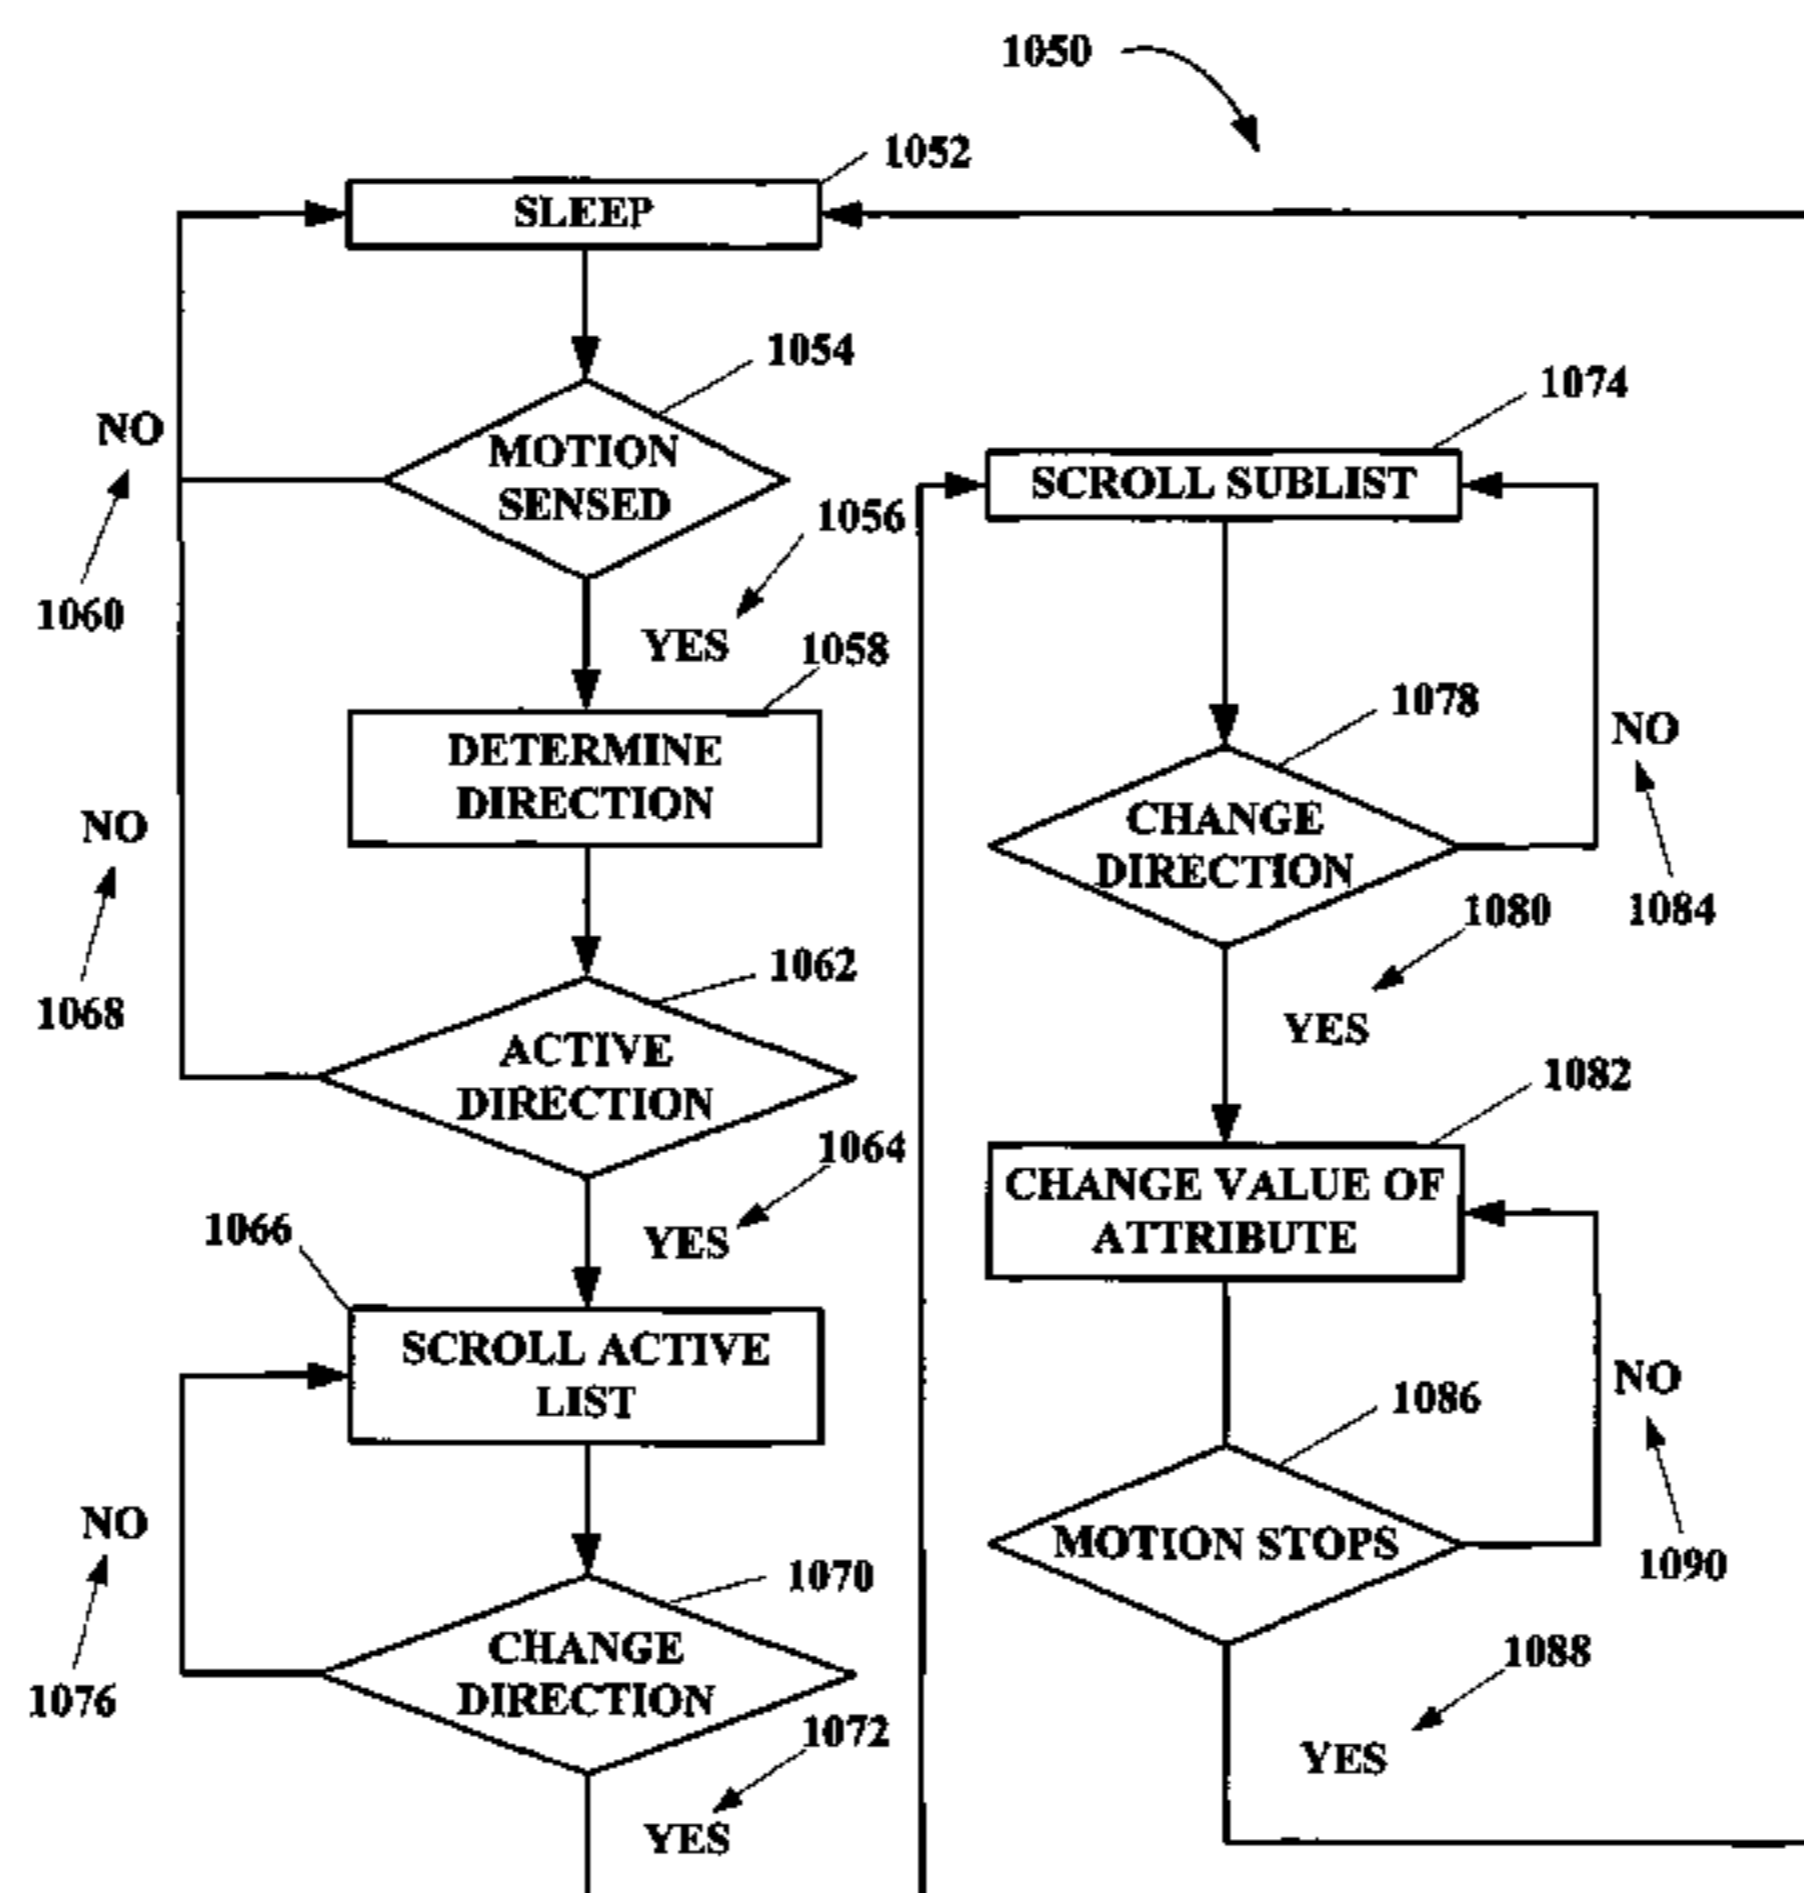 1050
1052
SLEEP
1054
NO
MOTION
SENSED
1056
1060
YES
1058
DETERMINE
DIRECTION
NO
1062
1068
ACTIVE
DIRECTION
1064
1066
YES
SCROLL ACTIVE
LIST
NO
1070
CHANGE
DIRECTION
1076
1072
YES
1074
SCROLL SUBLIST
1078
NO
CHANGE
DIRECTION
1080
1084
YES
1082
CHANGE VALUE OF
ATTRIBUTE
NO
1086
MOTION STOPS
1090
1088
YES